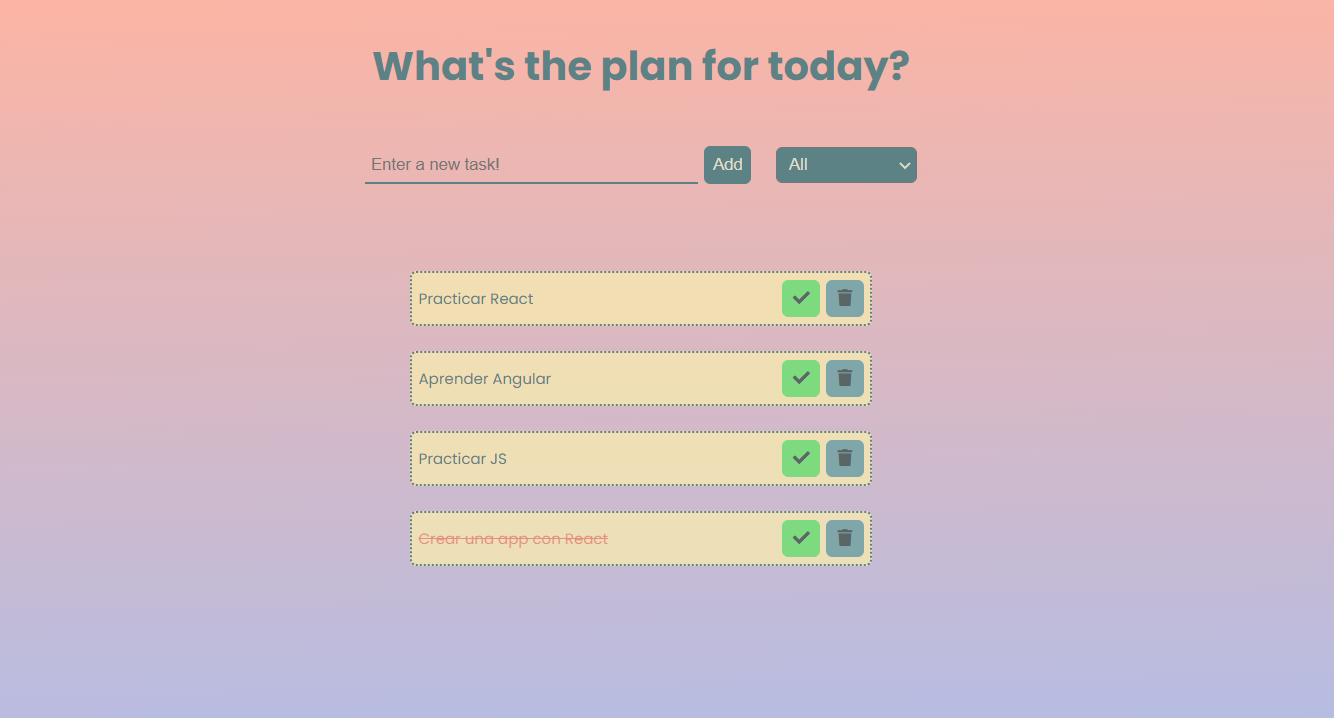 What's the plan for today?
Enter a new task! Add All
Practicar React
Aprender Angular
Practicar JS
Crear una app con React